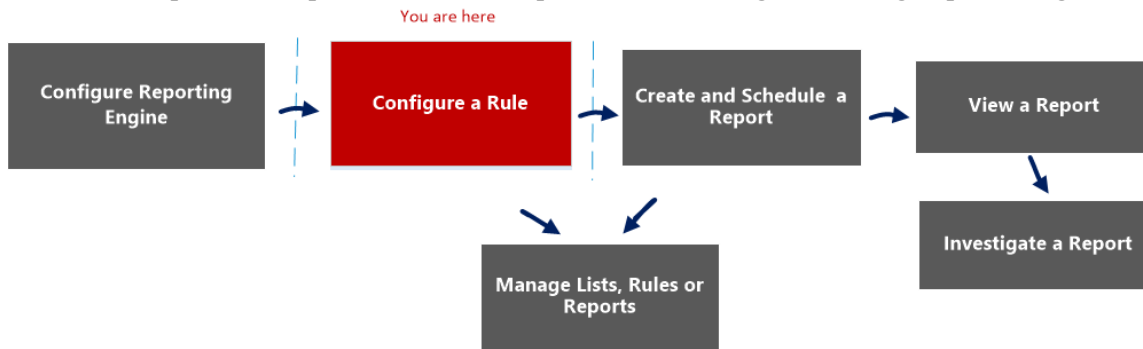 You are here
Configure Reporting
Engine
Configure a Rule
Create and Schedule a
Report
View a Report
Investigate a Report
Manage Lists, Rules or
Reports